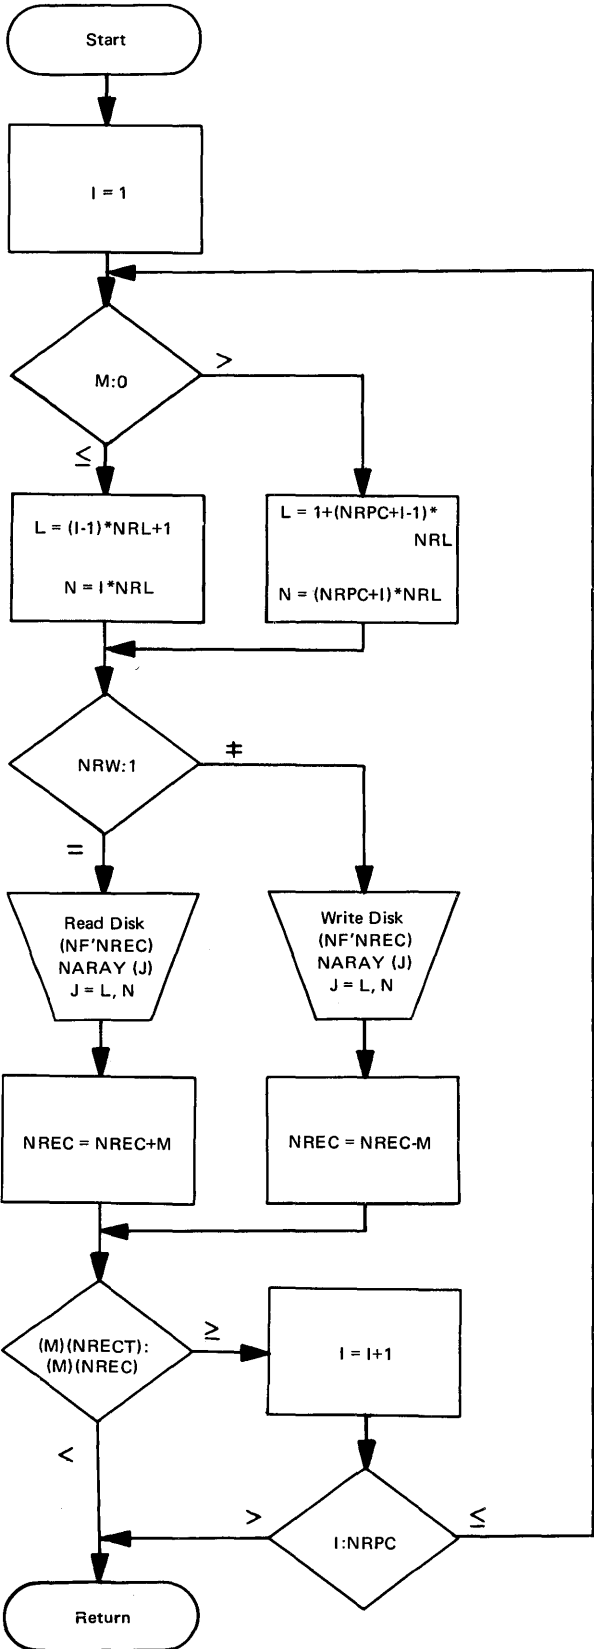 Start
I = 1
M:0
>
≤
L = (I-1)*NRL+1
N = I*NRL
L = 1+(NRPC+I-1)*
NRL
N = (NRPC+I)*NRL
NRW:1
≠
=
Read Disk
(NF'NREC)
NARAY (J)
J = L, N
Write Disk
(NF'NREC)
NARAY (J)
J = L, N
NREC = NREC+M
NREC = NREC-M
(M)(NRECT):
(M)(NREC)
≥
I = I+1
<
>
I:NRPC
≤
Return